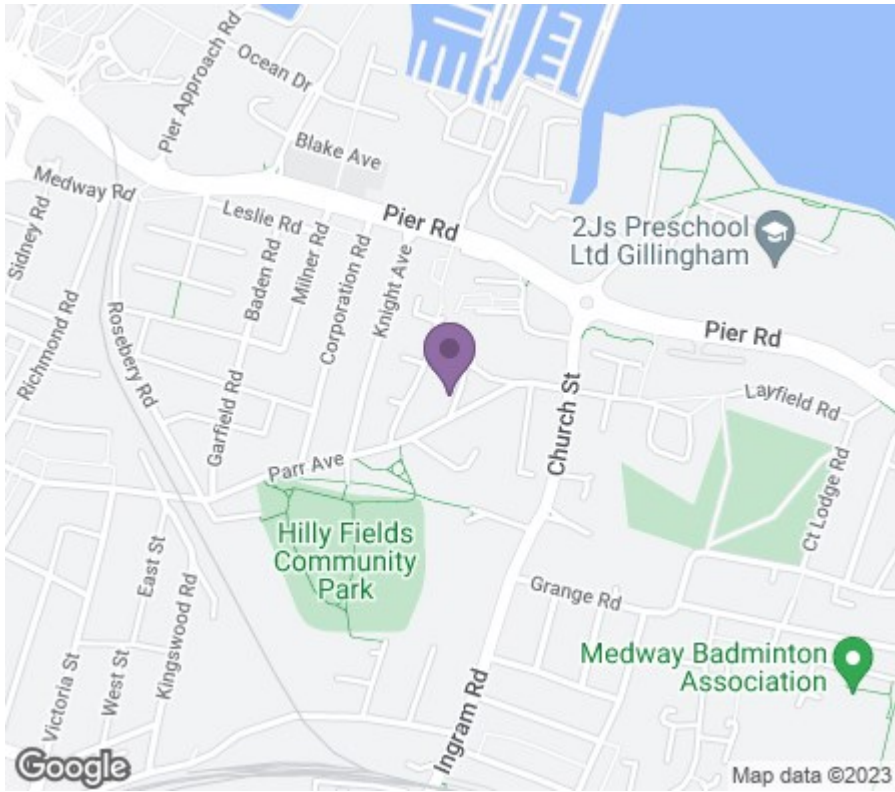 Pier Approach Rd
Ocean Dr
Blake Ave
Medway Rd
Leslie Rd
Pier Rd
2Js Preschool
Ltd Gillingham
Sidney Rd
Baden Rd
Milner Rd
Corporation Rd
Knight Ave
Richmond Rd
Rosebery Rd
Garfield Rd
Pier Rd
Layfield Rd
Church St
Parr Ave
Ct Lodge Rd
Hilly Fields
Community
Park
East St
Kingswood Rd
Grange Rd
Victoria St
West St
Medway Badminton
Association
Ingram Rd
Google
Map data ©2023